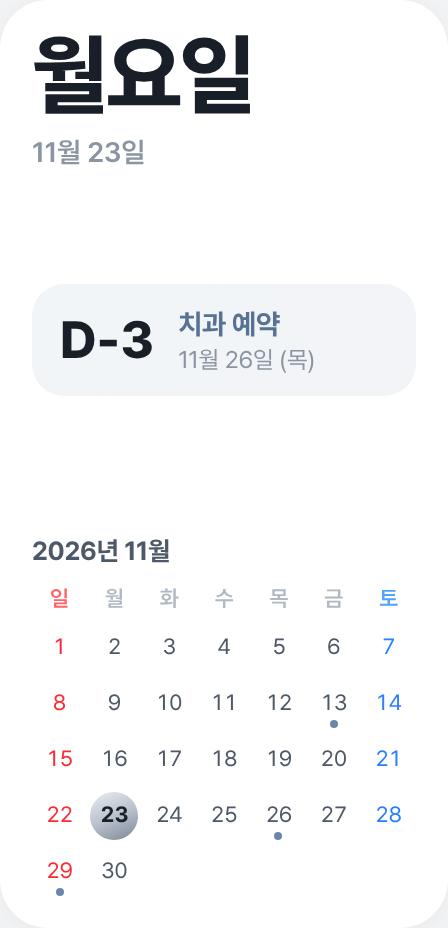 월요일
11월 23일
D-3
치과 예약
11월 26일 (목)
2026년 11월
일 월 화 수 목 금 토
1 2 3 4 5 6 7
8 9 10 11 12 13 14
15 16 17 18 19 20 21
22 23 24 25 26 27 28
29 30